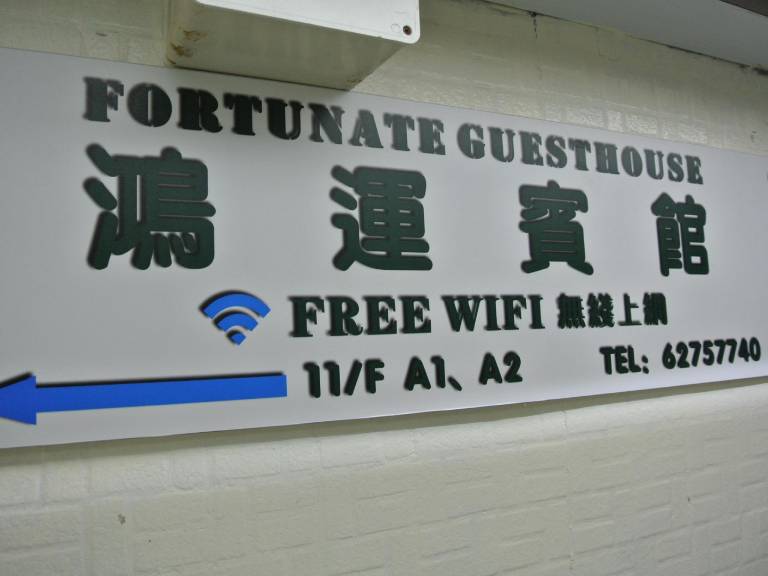 FORTUNATE GUESTHOUSE
鴻運賓館
FREE WIFI 無綫上網
11/F A1、A2 TEL: 62757740